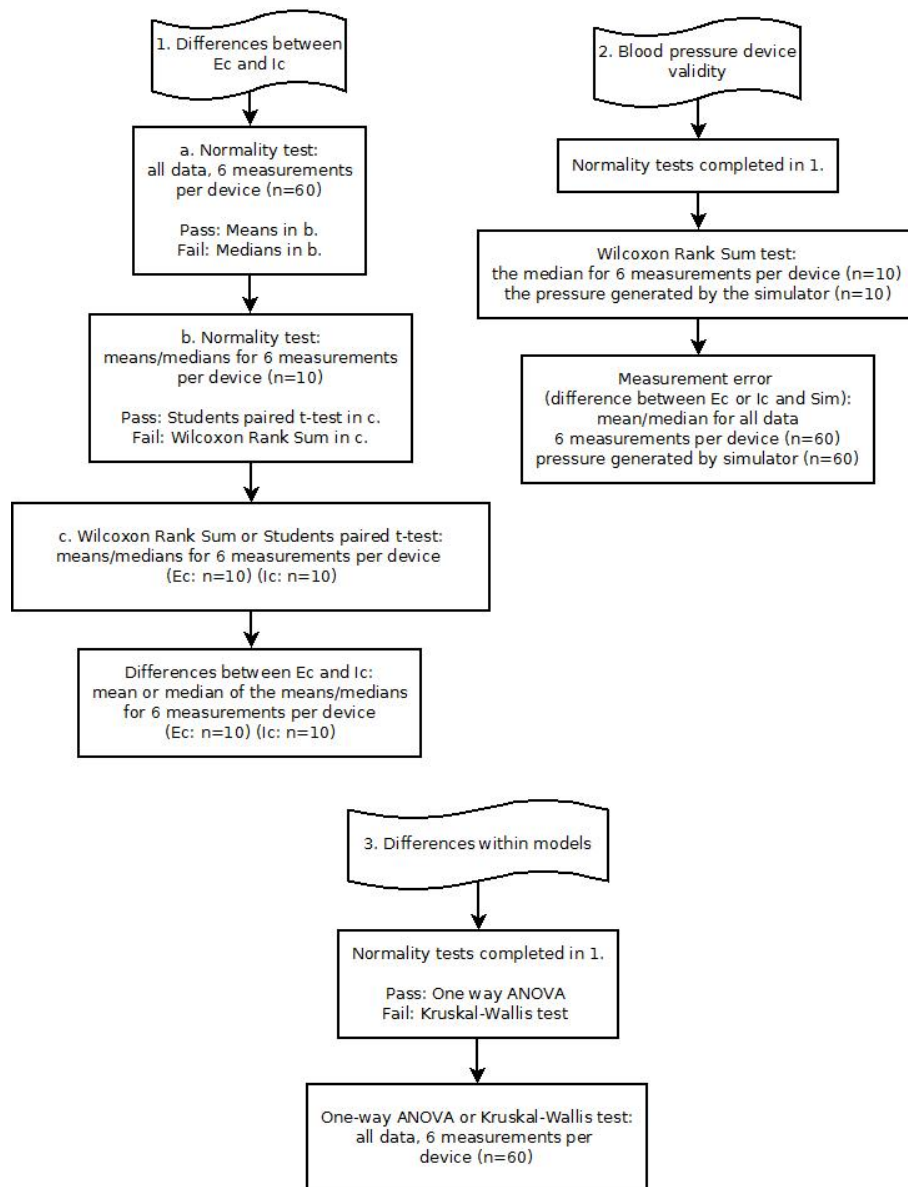 1. Differences between
Ec and Ic
a. Normality test:
all data, 6 measurements
per device (n=60)
Pass: Means in b.
Fail: Medians in b.
b. Normality test:
means/medians for 6 measurements
per device (n=10)
Pass: Students paired t-test in c.
Fail: Wilcoxon Rank Sum in c.
c. Wilcoxon Rank Sum or Students paired t-test:
means/medians for 6 measurements per device
(Ec: n=10) (Ic: n=10)
Differences between Ec and Ic:
mean or median of the means/medians
for 6 measurements per device
(Ec: n=10) (Ic: n=10)
2. Blood pressure device
validity
Normality tests completed in 1.
Wilcoxon Rank Sum test:
the median for 6 measurements per device (n=10)
the pressure generated by the simulator (n=10)
Measurement error
(difference between Ec or Ic and Sim):
mean/median for all data
6 measurements per device (n=60)
pressure generated by simulator (n=60)
3. Differences within models
Normality tests completed in 1.
Pass: One way ANOVA
Fail: Kruskal-Wallis test
One-way ANOVA or Kruskal-Wallis test:
all data, 6 measurements per
device (n=60)